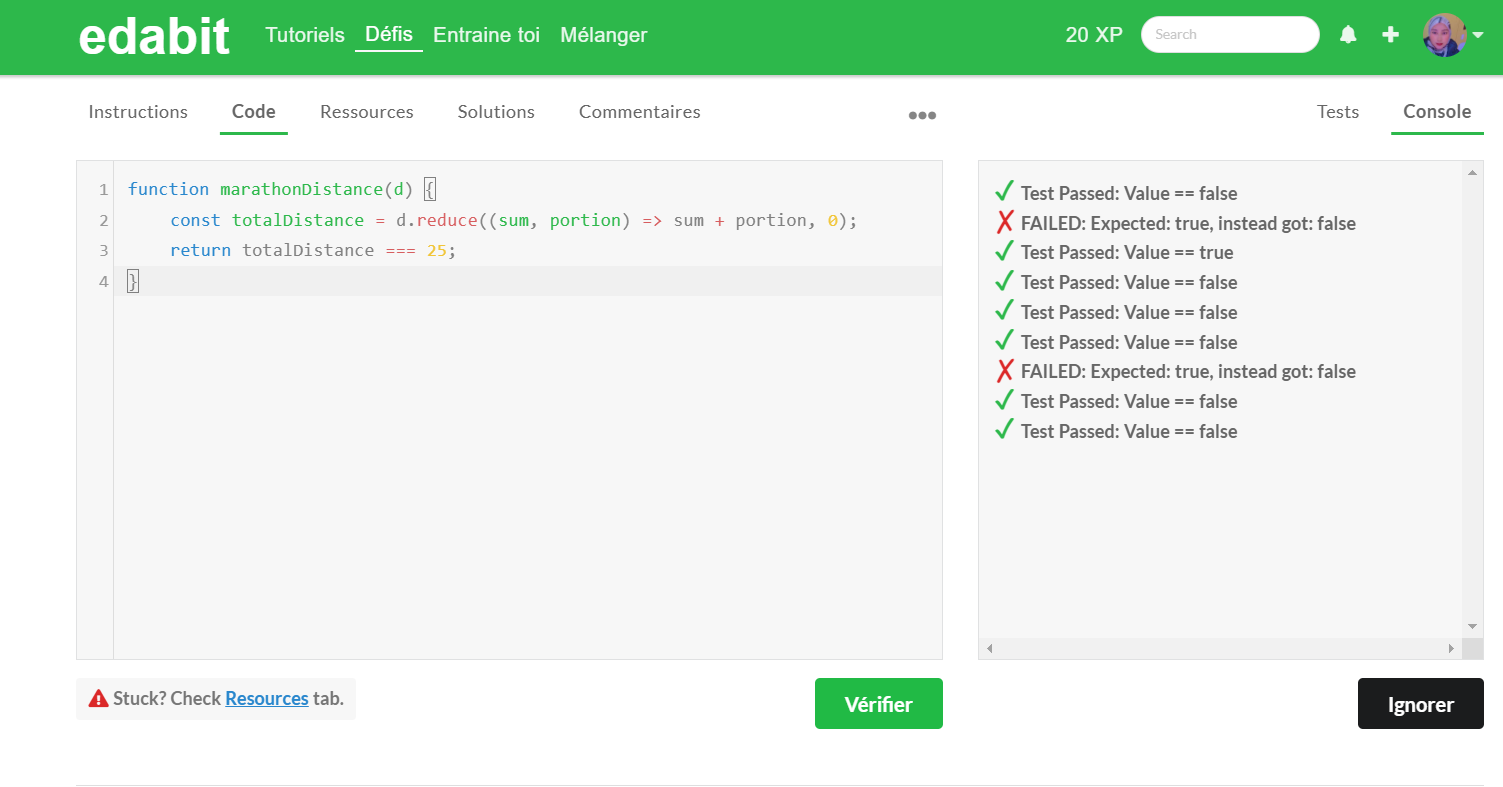 edabit
Tutoriels Défis Entraine toi Mélanger 20 XP Search
Instructions Code Ressources Solutions Commentaires ••• Tests Console
1 function marathonDistance(d) {
2 const totalDistance = d.reduce((sum, portion) => sum + portion, 0);
3 return totalDistance === 25;
4 }
✓ Test Passed: Value == false
✗ FAILED: Expected: true, instead got: false
✓ Test Passed: Value == true
✓ Test Passed: Value == false
✓ Test Passed: Value == false
✓ Test Passed: Value == false
✗ FAILED: Expected: true, instead got: false
✓ Test Passed: Value == false
✓ Test Passed: Value == false
Stuck? Check Resources tab.
Vérifier
Ignorer